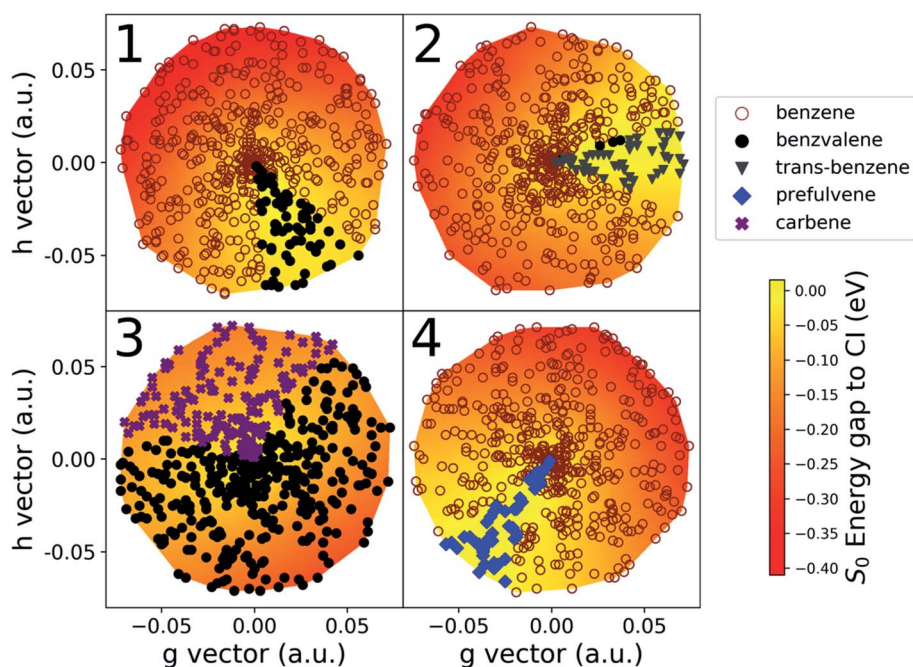 1
2
h vector (a.u.)
0.05
0.00
-0.05
benzene
benzvalene
trans-benzene
prefulvene
carbene
3
4
h vector (a.u.)
0.05
0.00
-0.05
−0.05
0.00
0.05
−0.05
0.00
0.05
g vector (a.u.)
g vector (a.u.)
0.00
−0.05
−0.10
−0.15
−0.20
−0.25
−0.30
−0.35
−0.40
S₀ Energy gap to CI (eV)